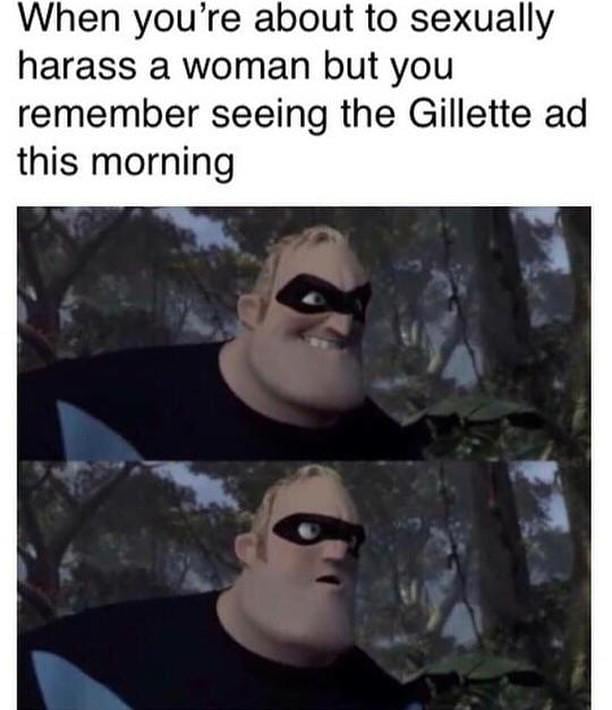 When you’re about to sexually
harass a woman but you
remember seeing the Gillette ad
this morning